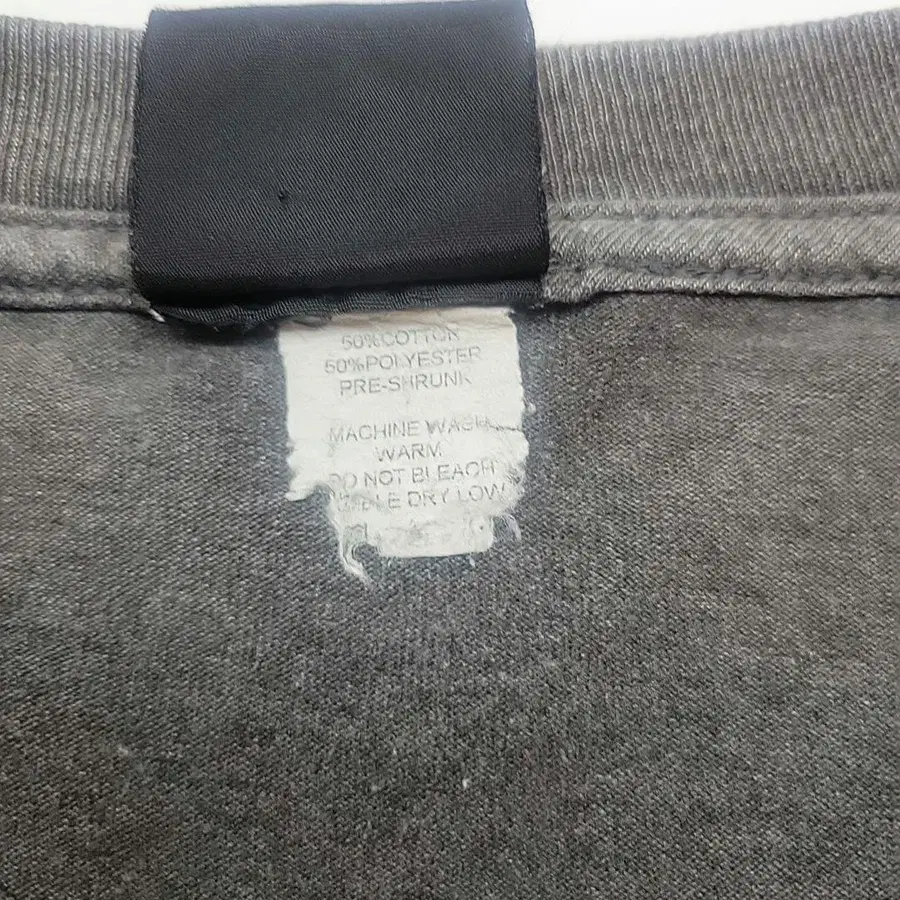 50%COTTON
50%POLYESTER
PRE-SHRUNK
MACHINE WASH
WARM
DO NOT BLEACH
DRY LOW